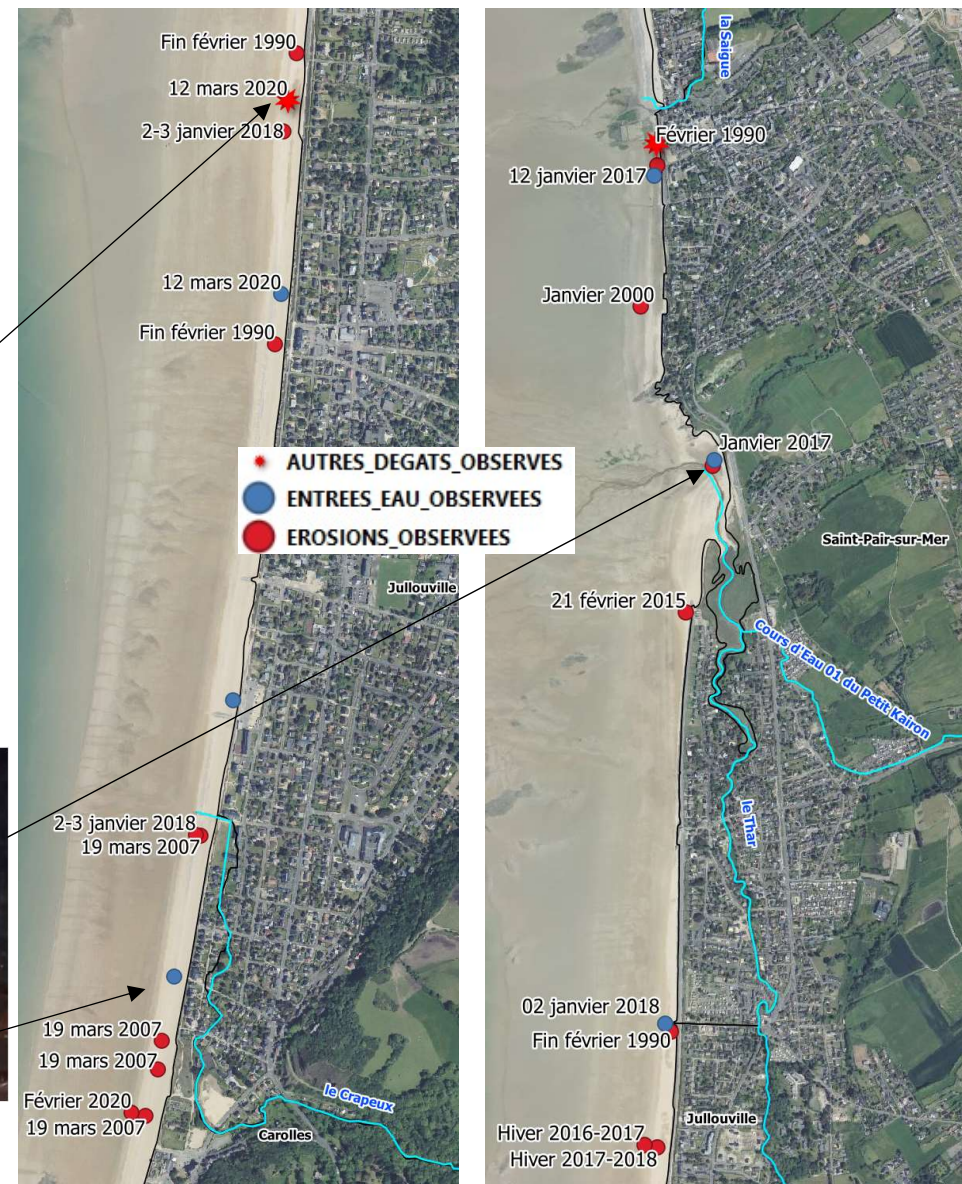 Fin février 1990
12 mars 2020
2-3 janvier 2018
12 mars 2020
Fin février 1990
AUTRES_DEGATS_OBSERVES
ENTREES_EAU_OBSERVEES
EROSIONS_OBSERVEES
Jullouville
2-3 janvier 2018
19 mars 2007
19 mars 2007
19 mars 2007
Février 2020
19 mars 2007
le Crapeux
Carolles
la Saigue
Février 1990
12 janvier 2017
Janvier 2000
Janvier 2017
Saint-Pair-sur-Mer
21 février 2015
Cours d'Eau 01 du Petit Kairon
le Thar
02 janvier 2018
Fin février 1990
Jullouville
Hiver 2016-2017
Hiver 2017-2018